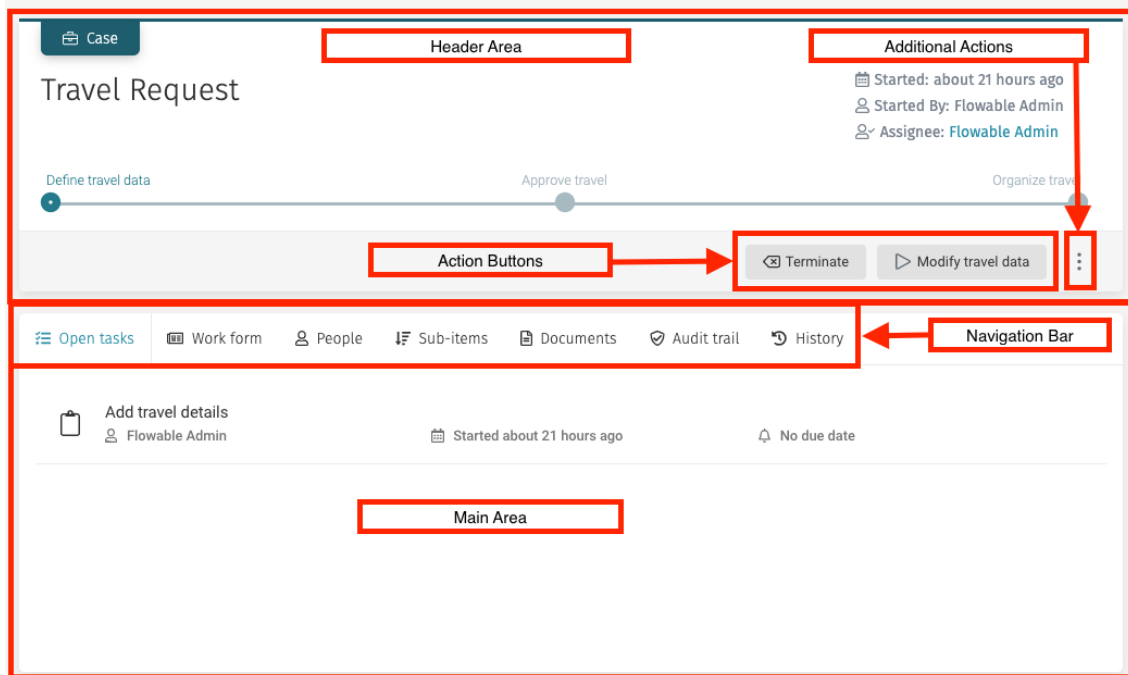 Case
Header Area
Additional Actions
Travel Request
Started: about 21 hours ago
Started By: Flowable Admin
Assignee: Flowable Admin
Define travel data
Approve travel
Organize travel
Action Buttons
Terminate
Modify travel data
Open tasks
Work form
People
Sub-items
Documents
Audit trail
History
Navigation Bar
Add travel details
Flowable Admin
Started about 21 hours ago
No due date
Main Area